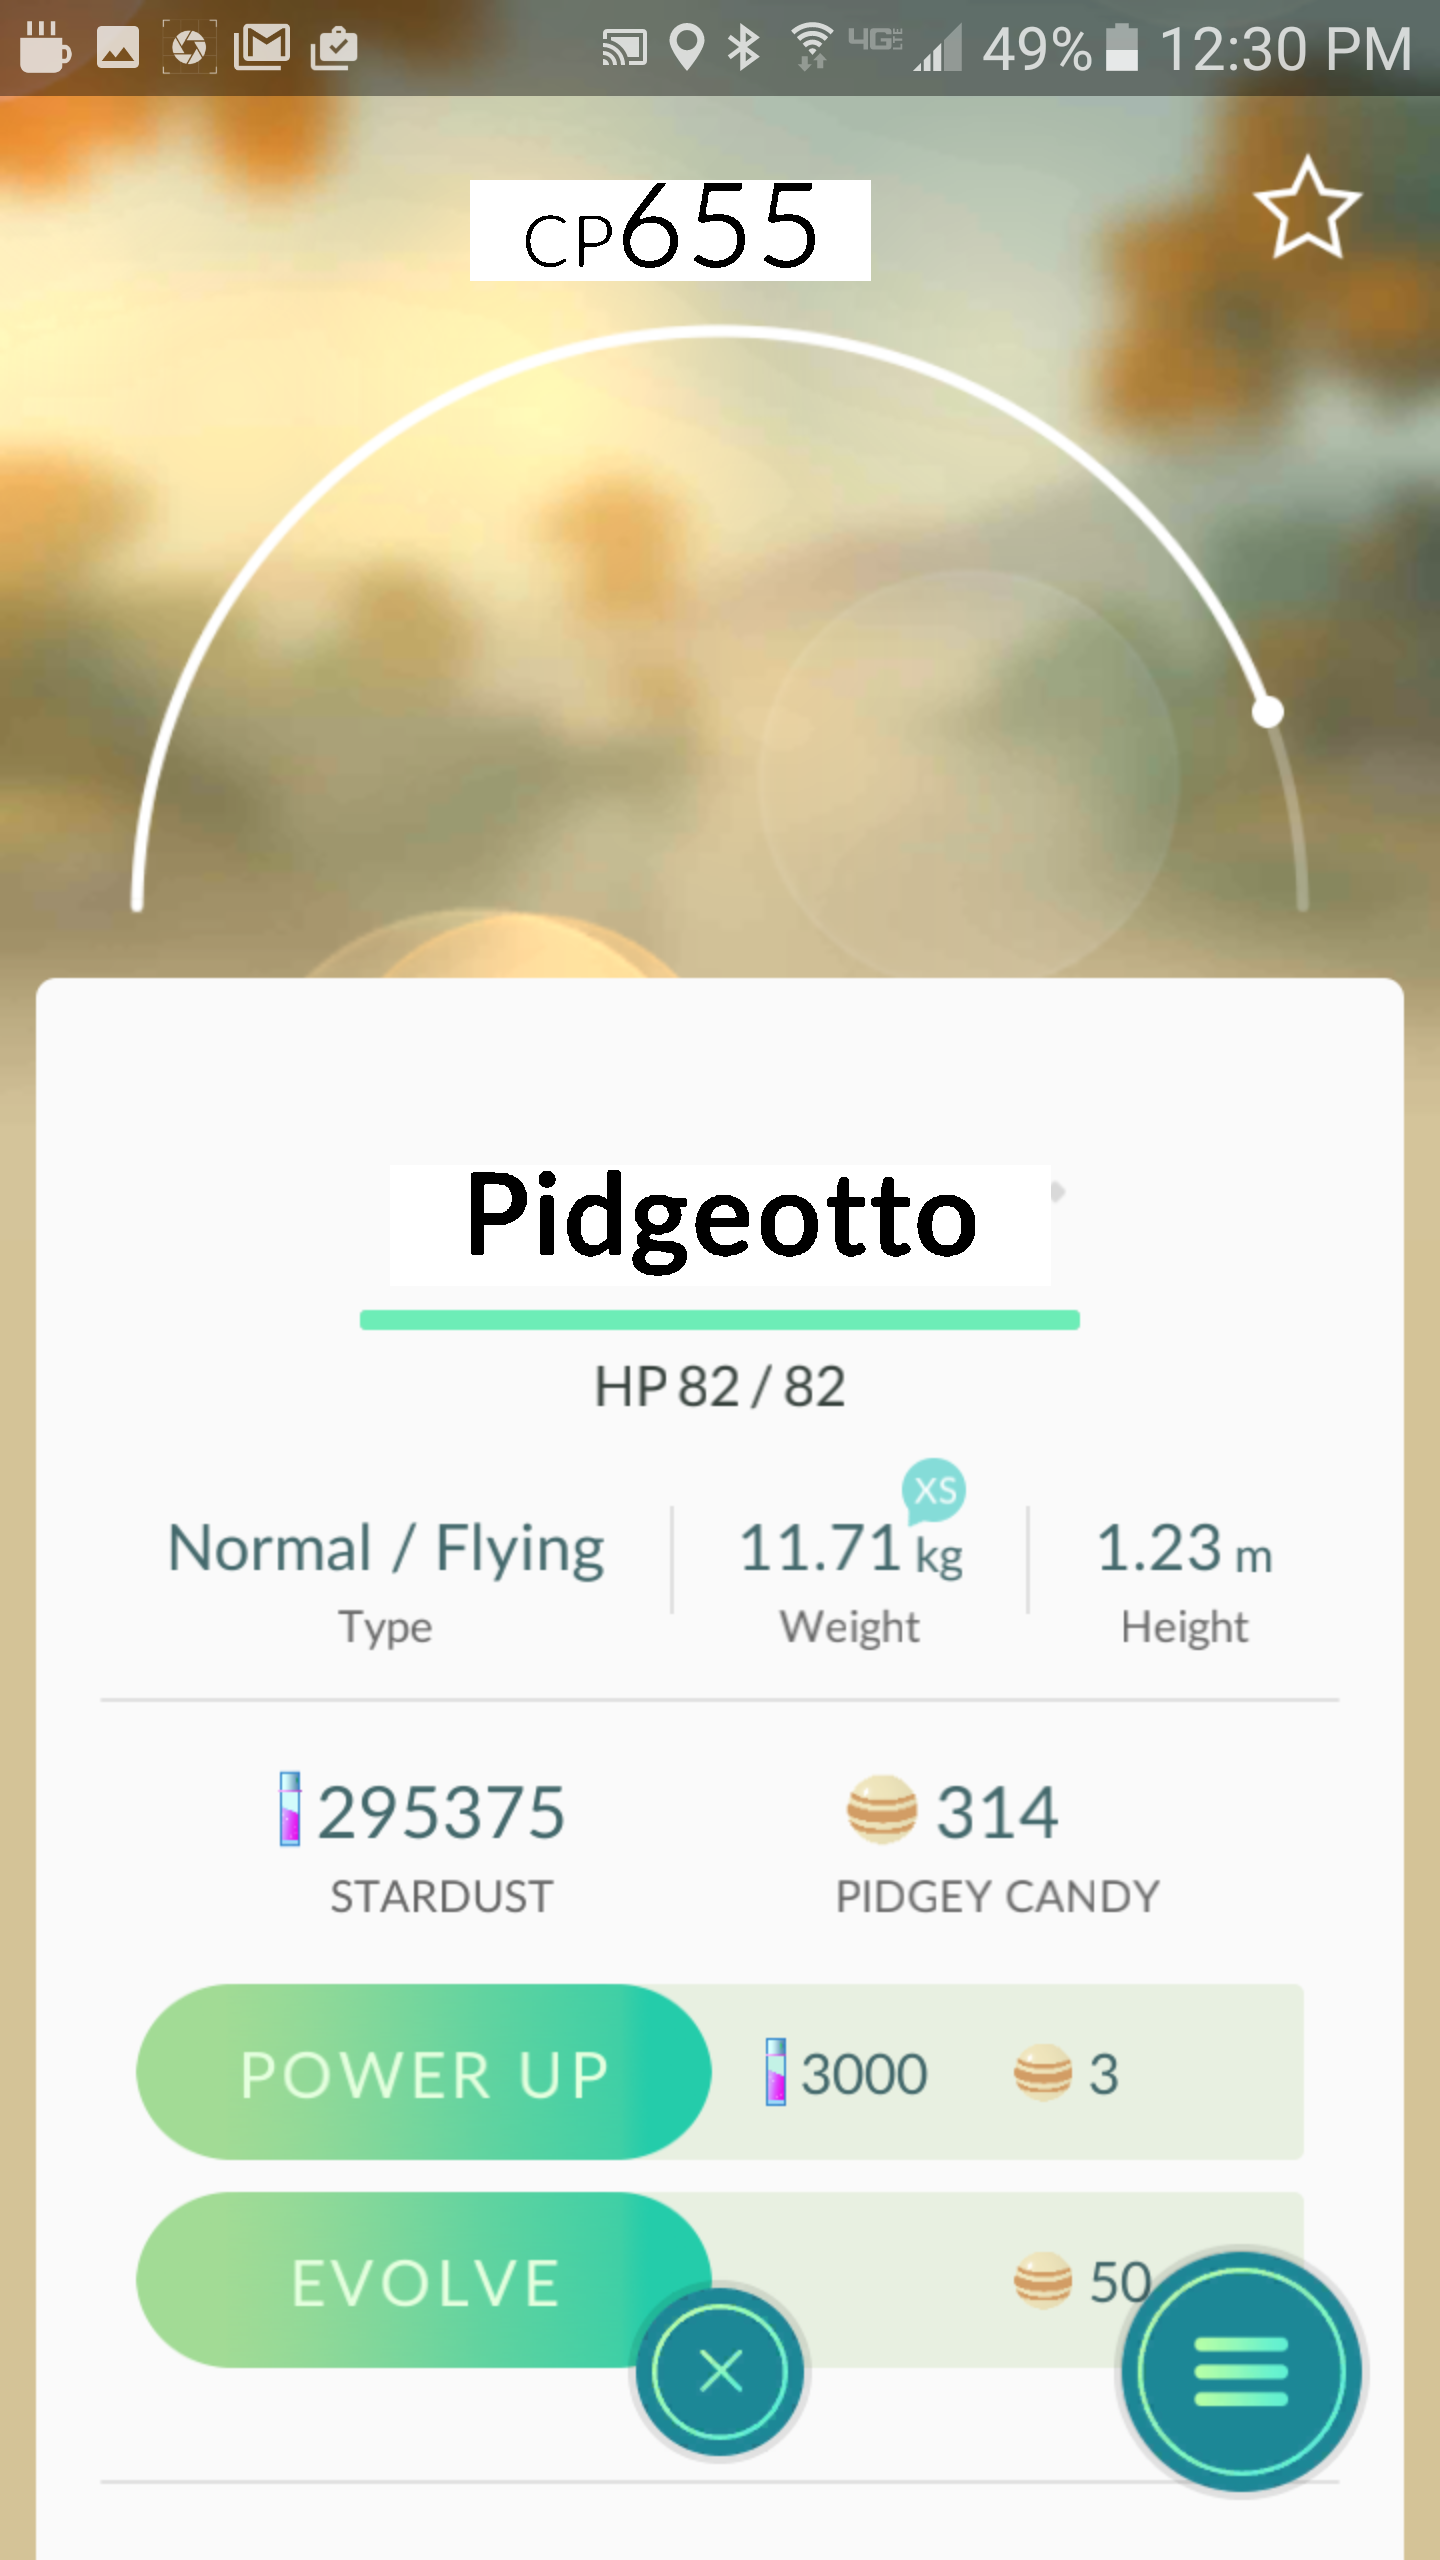 4G LTE 49% 12:30 PM
CP655
Pidgeotto
HP 82 / 82
XS
Normal / Flying 11.71 kg 1.23 m
Type Weight Height
295375 314
STARDUST PIDGEY CANDY
POWER UP 3000 3
EVOLVE 50